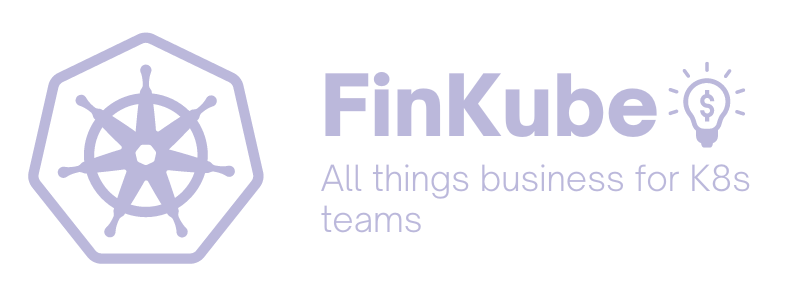 FinKube
$
All things business for K8s
teams